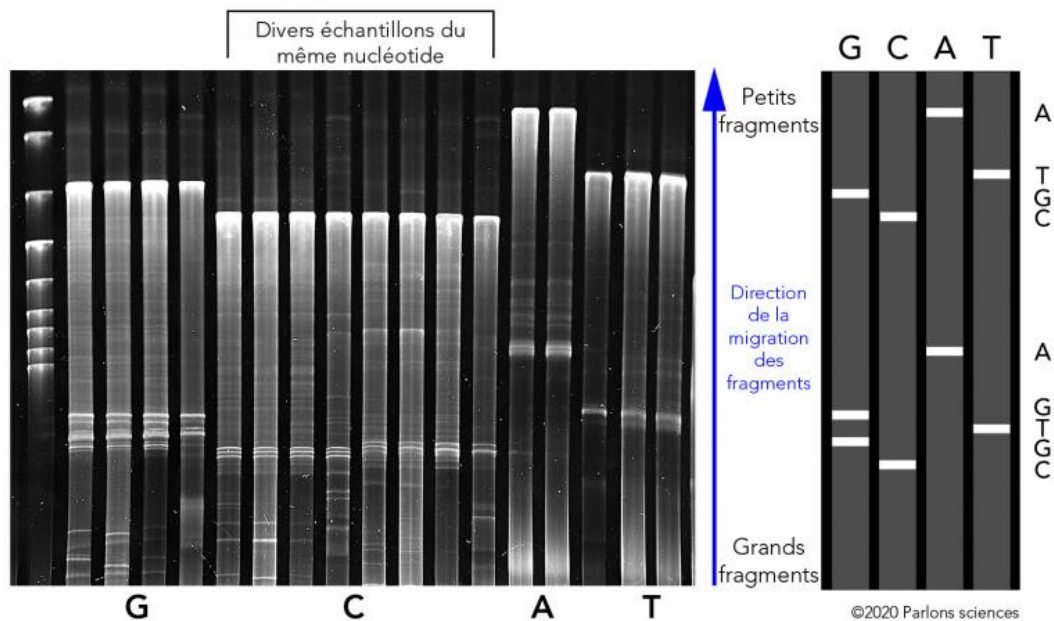 Divers échantillons du
même nucléotide
G
C
A
T
Petits
fragments
Direction
de la
migration
des
fragments
Grands
fragments
G C A T
A
T
G
C
A
G
T
G
C
©2020 Parlons sciences